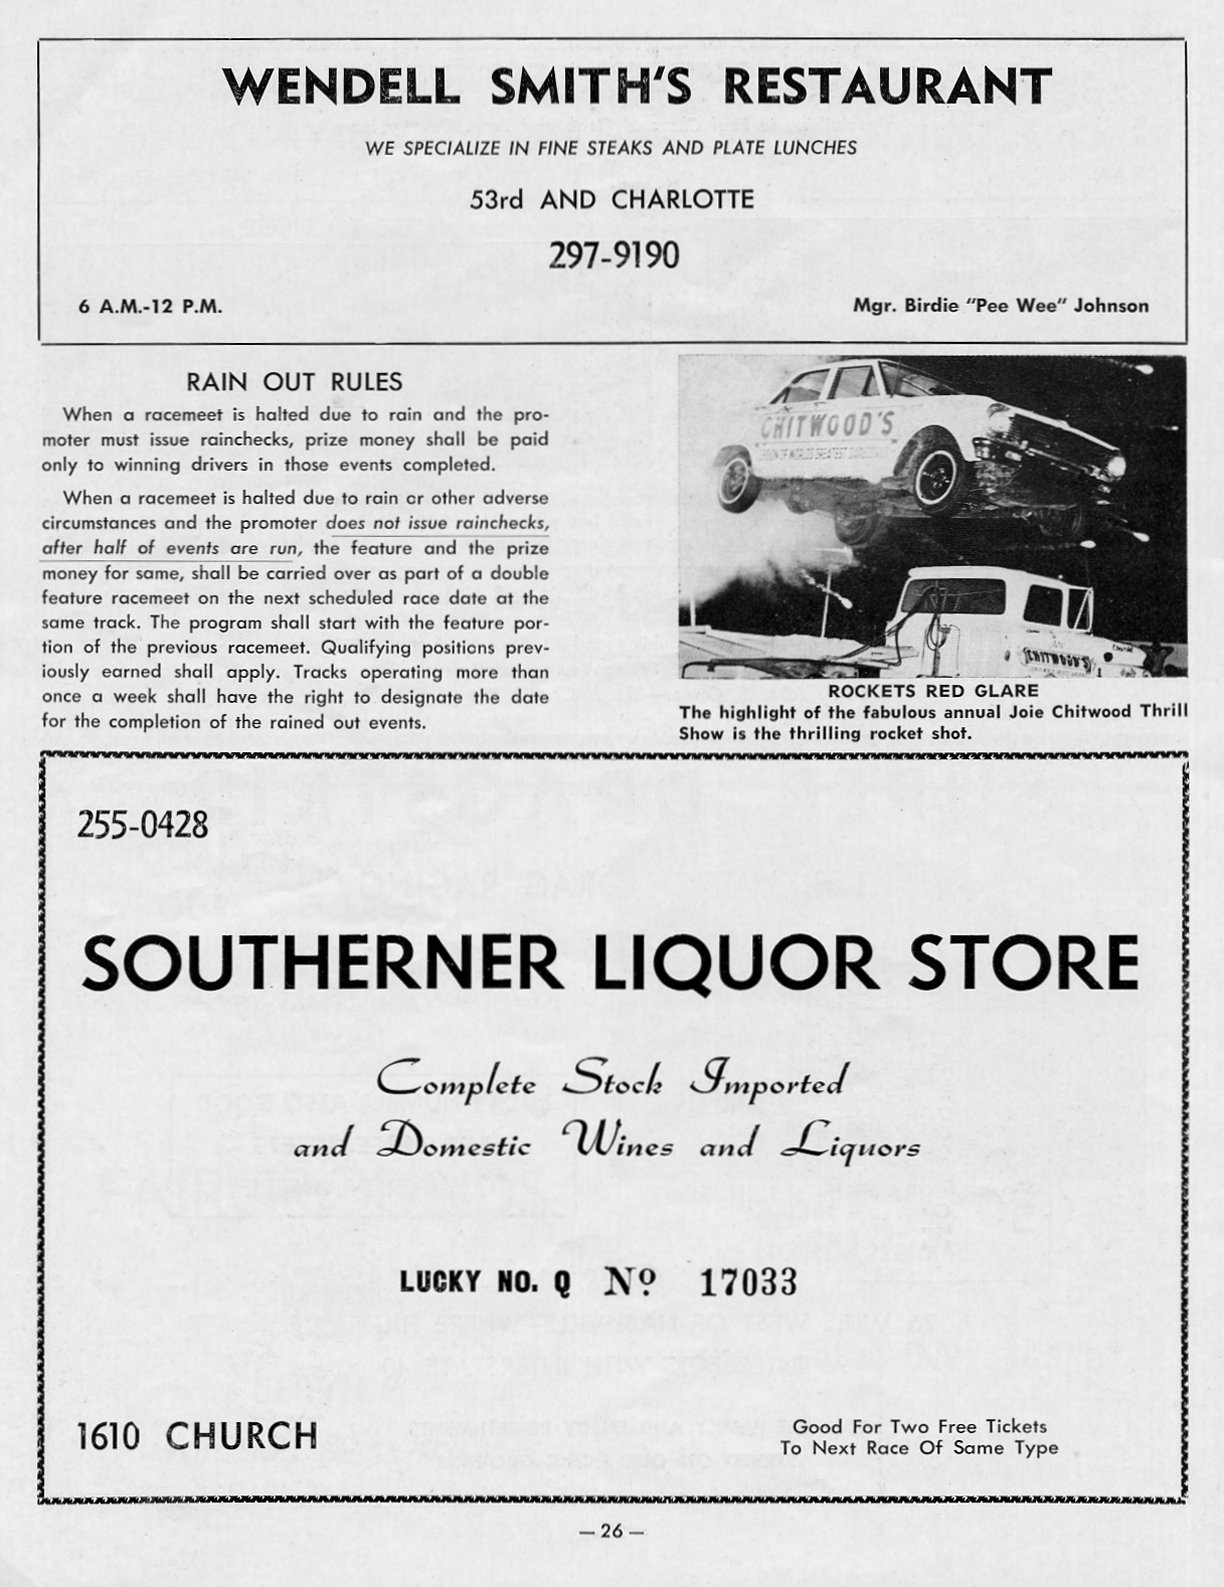 WENDELL SMITH'S RESTAURANT
WE SPECIALIZE IN FINE STEAKS AND PLATE LUNCHES
53rd AND CHARLOTTE
297-9190
6 A.M.-12 P.M.
Mgr. Birdie "Pee Wee" Johnson
RAIN OUT RULES
When a racemeet is halted due to rain and the pro-
moter must issue rainchecks, prize money shall be paid
only to winning drivers in those events completed.
When a racemeet is halted due to rain or other adverse
circumstances and the promoter does not issue rainchecks,
after half of events are run, the feature and the prize
money for same, shall be carried over as part of a double
feature racemeet on the next scheduled race date at the
same track. The program shall start with the feature por-
tion of the previous racemeet. Qualifying positions prev-
iously earned shall apply. Tracks operating more than
once a week shall have the right to designate the date
for the completion of the rained out events.
CHITWOOD'S
LEGION OF WORLDS GREATEST DAREDEVILS
CHITWOOD'S
ROCKETS RED GLARE
The highlight of the fabulous annual Joie Chitwood Thrill
Show is the thrilling rocket shot.
255-0428
SOUTHERNER LIQUOR STORE
Complete Stock Imported
and Domestic Wines and Liquors
LUCKY NO. Q Nº 17033
1610 CHURCH
Good For Two Free Tickets
To Next Race Of Same Type
— 26 —